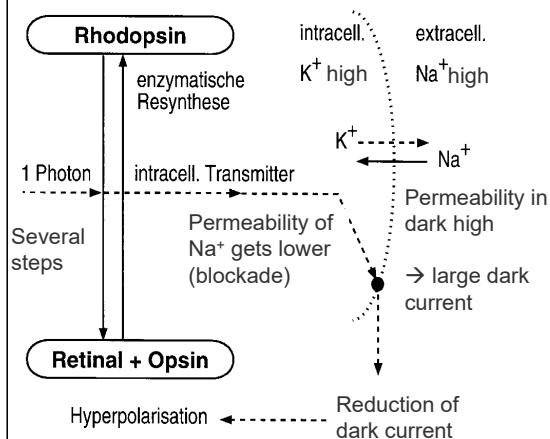 Rhodopsin
enzymatische
Resynthese
intracell.
extracell.
K⁺ high
Na⁺ high
K⁺
Na⁺
1 Photon
intracell. Transmitter
Several
steps
Permeability of
Na⁺ gets lower
(blockade)
Permeability in
dark high
→ large dark
current
Retinal + Opsin
Hyperpolarisation
Reduction of
dark current